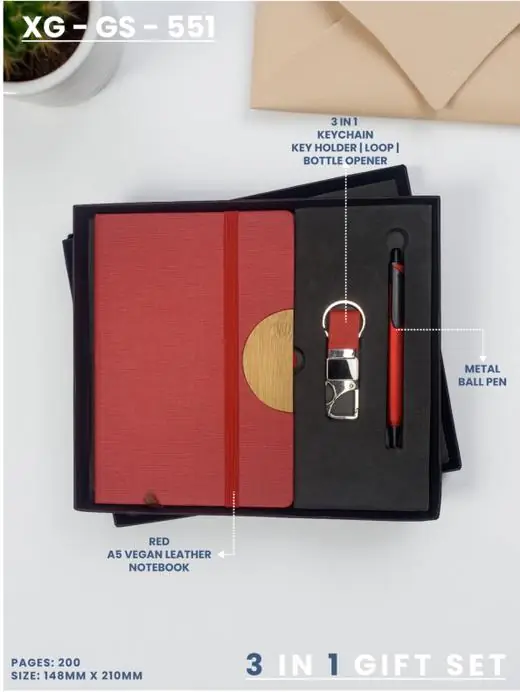 XG - GS - 551
3 IN 1
KEYCHAIN
KEY HOLDER | LOOP |
BOTTLE OPENER
METAL
BALL PEN
RED
A5 VEGAN LEATHER
NOTEBOOK
PAGES: 200
SIZE: 148MM X 210MM
3 IN 1 GIFT SET